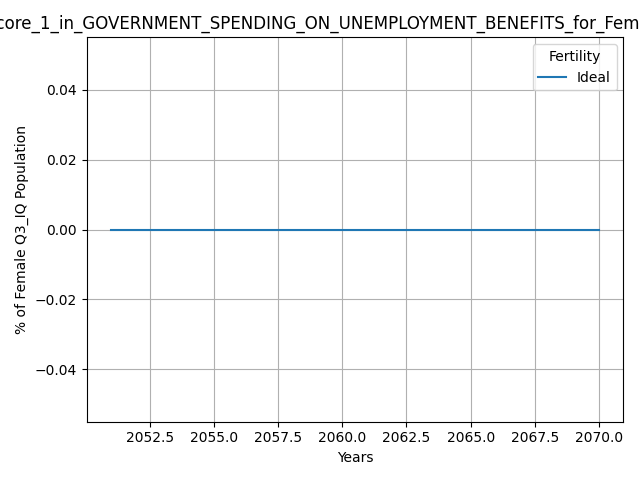 core_1_in_GOVERNMENT_SPENDING_ON_UNEMPLOYMENT_BENEFITS_for_Fem
Fertility
Ideal
0.04
0.02
0.00
−0.02
−0.04
% of Female Q3_IQ Population
2052.5 2055.0 2057.5 2060.0 2062.5 2065.0 2067.5 2070.0
Years